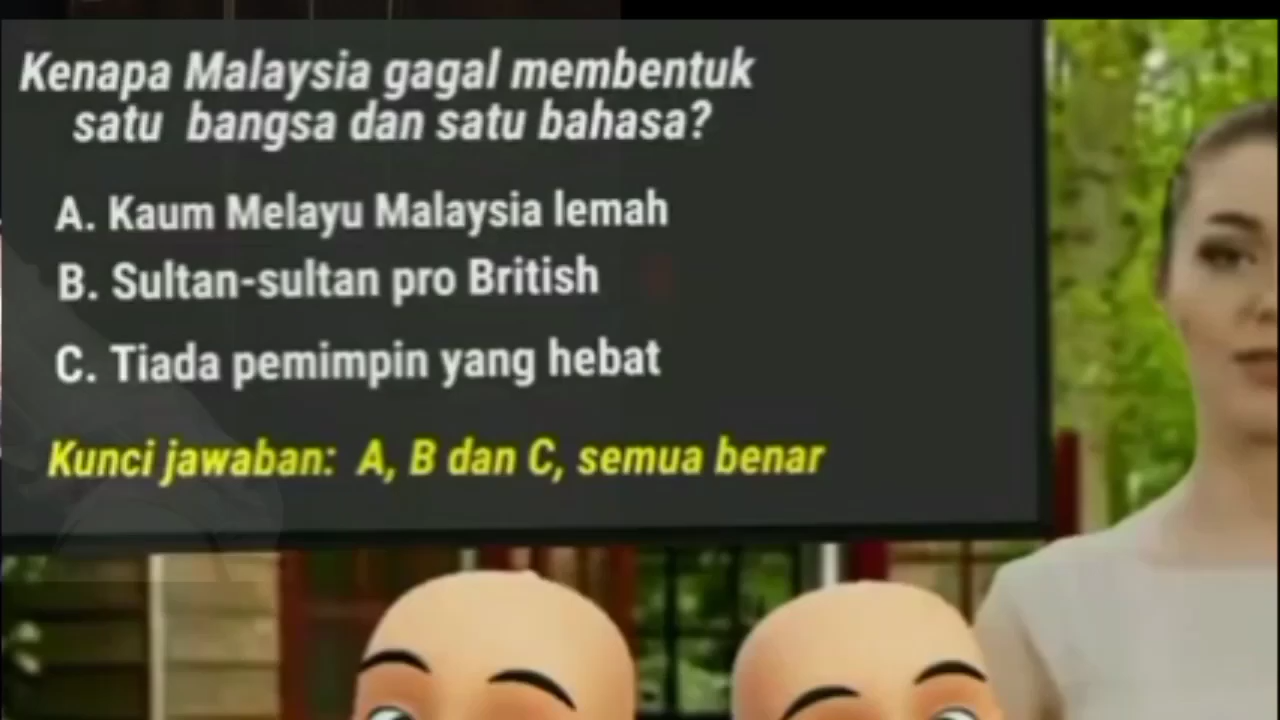 Kenapa Malaysia gagal membentuk
satu bangsa dan satu bahasa?
A. Kaum Melayu Malaysia lemah
B. Sultan-sultan pro British
C. Tiada pemimpin yang hebat
Kunci jawaban: A, B dan C, semua benar